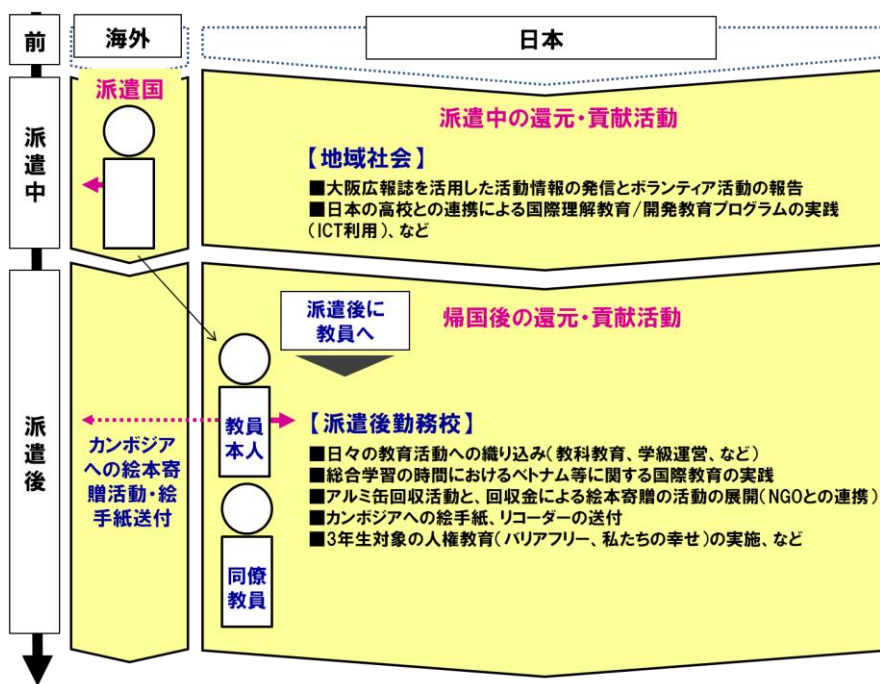 前
海外
日本
派遣中
派遣国
派遣中の還元・貢献活動
【地域社会】
■大阪広報誌を活用した活動情報の発信とボランティア活動の報告
■日本の高校との連携による国際理解教育/開発教育プログラムの実践
(ICT利用)、など
派遣後
派遣後に
教員へ
帰国後の還元・貢献活動
カンボジア
への絵本寄
贈活動・絵
手紙送付
教員
本人
【派遣後勤務校】
■日々の教育活動への織り込み(教科教育、学級運営、など)
■総合学習の時間におけるベトナム等に関する国際教育の実践
■アルミ缶回収活動と、回収金による絵本寄贈の活動の展開(NGOとの連携)
■カンボジアへの絵手紙、リコーダーの送付
■3年生対象の人権教育(バリアフリー、私たちの幸せ)の実施、など
同僚
教員